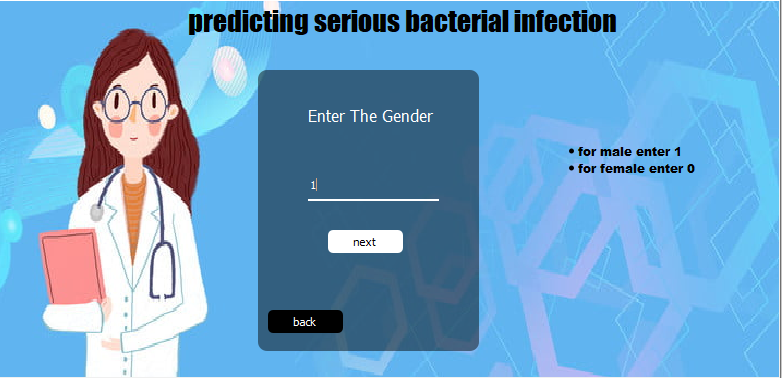 predicting serious bacterial infection
Enter The Gender
• for male enter 1
• for female enter 0
1
next
back